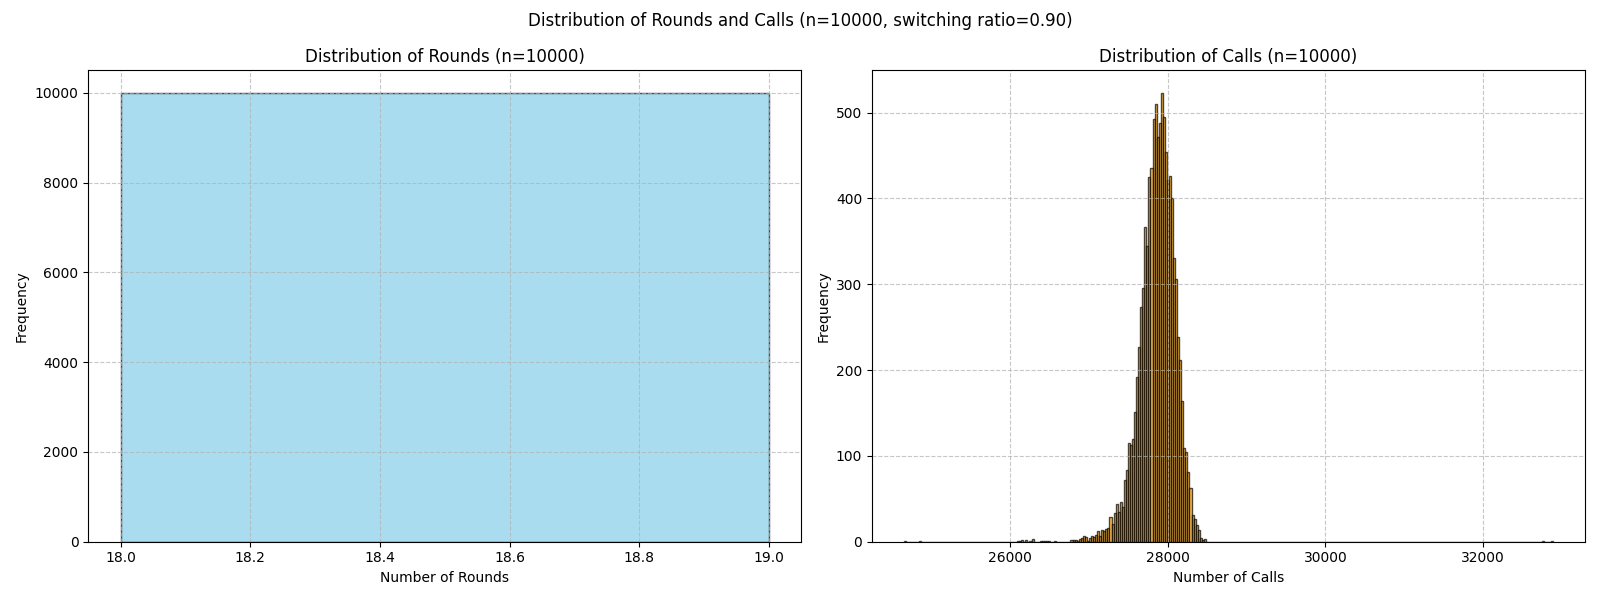 Distribution of Rounds and Calls (n=10000, switching ratio=0.90)
Distribution of Rounds (n=10000)
10000
8000
6000
4000
2000
0
Frequency
18.0 18.2 18.4 18.6 18.8 19.0
Number of Rounds
Distribution of Calls (n=10000)
500
400
300
200
100
0
Frequency
26000 28000 30000 32000
Number of Calls